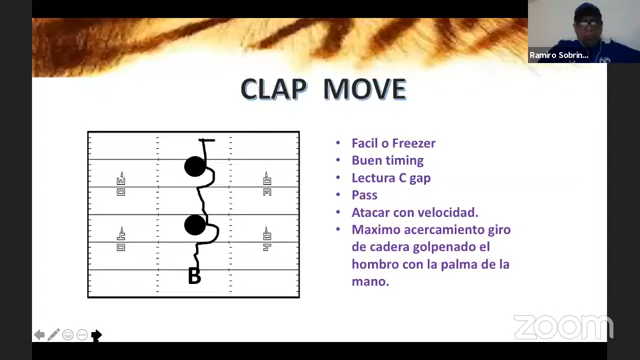 Ramiro Sobrin...
CLAP MOVE
• Facil o Freezer
• Buen timing
• Lectura C gap
• Pass
• Atacar con velocidad.
• Maximo acercamiento giro
de cadera golpenado el
hombro con la palma de la
mano.
B
zoom